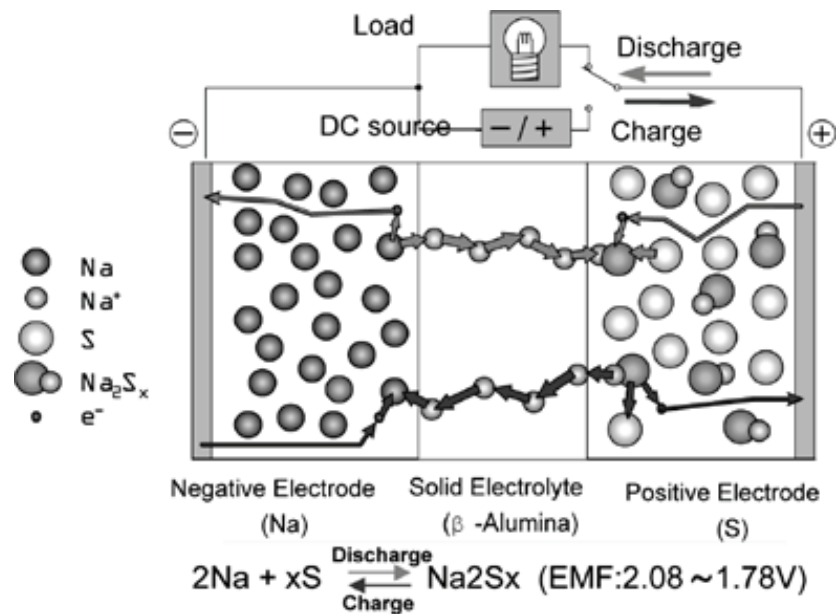 Load
Discharge
DC source
− / +
Charge
⊖
⊕
Na
Na⁺
S
Na₂Sₓ
e⁻
Negative Electrode
(Na)
Solid Electrolyte
(β -Alumina)
Positive Electrode
(S)
Discharge
2Na + xS Na2Sx (EMF:2.08 ~1.78V)
Charge